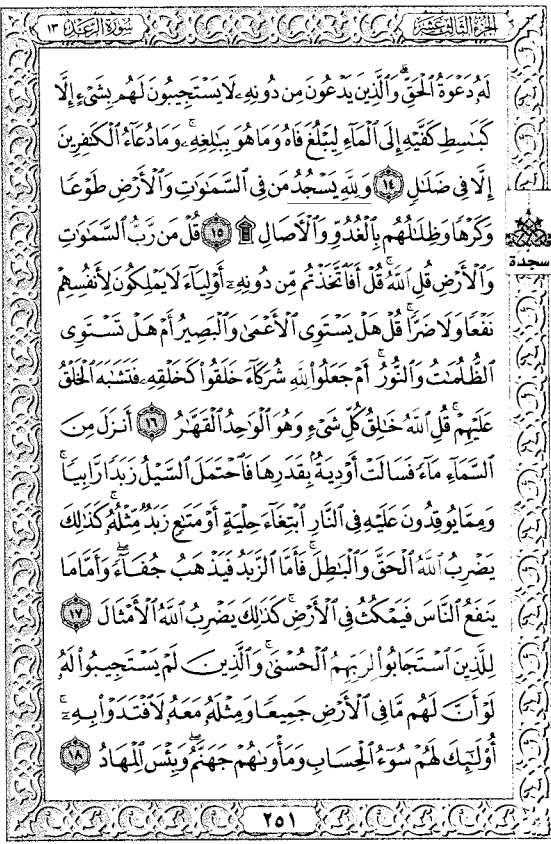 الجزء الثالث عشر
سورة الرعد ١٣
لَهُۥ دَعْوَةُ ٱلْحَقِّ وَٱلَّذِينَ يَدْعُونَ مِن دُونِهِۦ لَا يَسْتَجِيبُونَ لَهُم بِشَىْءٍ إِلَّا
كَبَٰسِطِ كَفَّيْهِ إِلَى ٱلْمَآءِ لِيَبْلُغَ فَاهُ وَمَا هُوَ بِبَٰلِغِهِۦ ۚ وَمَا دُعَآءُ ٱلْكَٰفِرِينَ
إِلَّا فِى ضَلَٰلٍ ١٤ وَلِلَّهِ يَسْجُدُ مَن فِى ٱلسَّمَٰوَٰتِ وَٱلْأَرْضِ طَوْعًا
وَكَرْهًا وَظِلَٰلُهُم بِٱلْغُدُوِّ وَٱلْءَاصَالِ ۩ ١٥ قُلْ مَن رَّبُّ ٱلسَّمَٰوَٰتِ
وَٱلْأَرْضِ قُلِ ٱللَّهُ ۚ قُلْ أَفَٱتَّخَذْتُم مِّن دُونِهِۦٓ أَوْلِيَآءَ لَا يَمْلِكُونَ لِأَنفُسِهِمْ
نَفْعًا وَلَا ضَرًّا ۚ قُلْ هَلْ يَسْتَوِى ٱلْأَعْمَىٰ وَٱلْبَصِيرُ أَمْ هَلْ تَسْتَوِى
ٱلظُّلُمَٰتُ وَٱلنُّورُ ۗ أَمْ جَعَلُوا۟ لِلَّهِ شُرَكَآءَ خَلَقُوا۟ كَخَلْقِهِۦ فَتَشَٰبَهَ ٱلْخَلْقُ
عَلَيْهِمْ ۚ قُلِ ٱللَّهُ خَٰلِقُ كُلِّ شَىْءٍ وَهُوَ ٱلْوَٰحِدُ ٱلْقَهَّٰرُ ١٦ أَنزَلَ مِنَ
ٱلسَّمَآءِ مَآءً فَسَالَتْ أَوْدِيَةٌۢ بِقَدَرِهَا فَٱحْتَمَلَ ٱلسَّيْلُ زَبَدًا رَّابِيًا ۚ
وَمِمَّا يُوقِدُونَ عَلَيْهِ فِى ٱلنَّارِ ٱبْتِغَآءَ حِلْيَةٍ أَوْ مَتَٰعٍ زَبَدٌ مِّثْلُهُۥ ۚ كَذَٰلِكَ
يَضْرِبُ ٱللَّهُ ٱلْحَقَّ وَٱلْبَٰطِلَ ۚ فَأَمَّا ٱلزَّبَدُ فَيَذْهَبُ جُفَآءً ۖ وَأَمَّا مَا
يَنفَعُ ٱلنَّاسَ فَيَمْكُثُ فِى ٱلْأَرْضِ ۚ كَذَٰلِكَ يَضْرِبُ ٱللَّهُ ٱلْأَمْثَالَ ١٧
لِلَّذِينَ ٱسْتَجَابُوا۟ لِرَبِّهِمُ ٱلْحُسْنَىٰ ۚ وَٱلَّذِينَ لَمْ يَسْتَجِيبُوا۟ لَهُۥ
لَوْ أَنَّ لَهُم مَّا فِى ٱلْأَرْضِ جَمِيعًا وَمِثْلَهُۥ مَعَهُۥ لَٱفْتَدَوْا۟ بِهِۦٓ ۚ
أُو۟لَٰٓئِكَ لَهُمْ سُوٓءُ ٱلْحِسَابِ وَمَأْوَىٰهُمْ جَهَنَّمُ ۖ وَبِئْسَ ٱلْمِهَادُ ١٨
سجدة
٢٥١